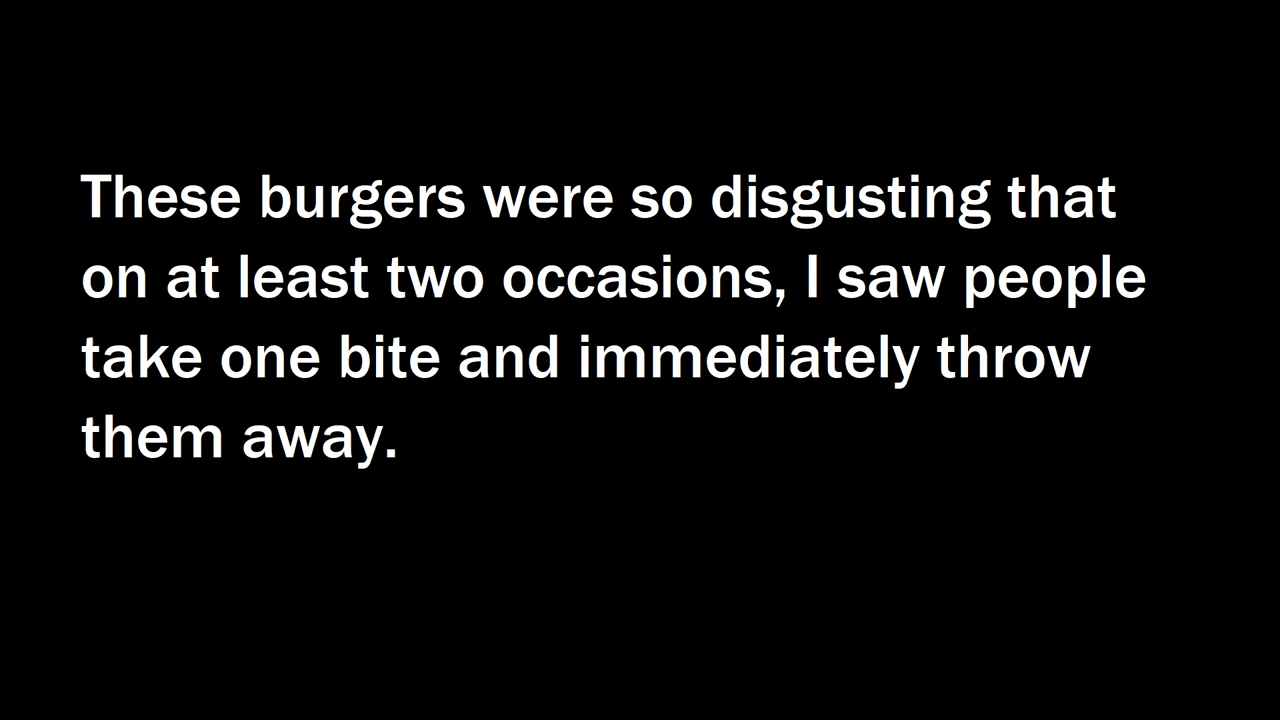 These burgers were so disgusting that
on at least two occasions, I saw people
take one bite and immediately throw
them away.